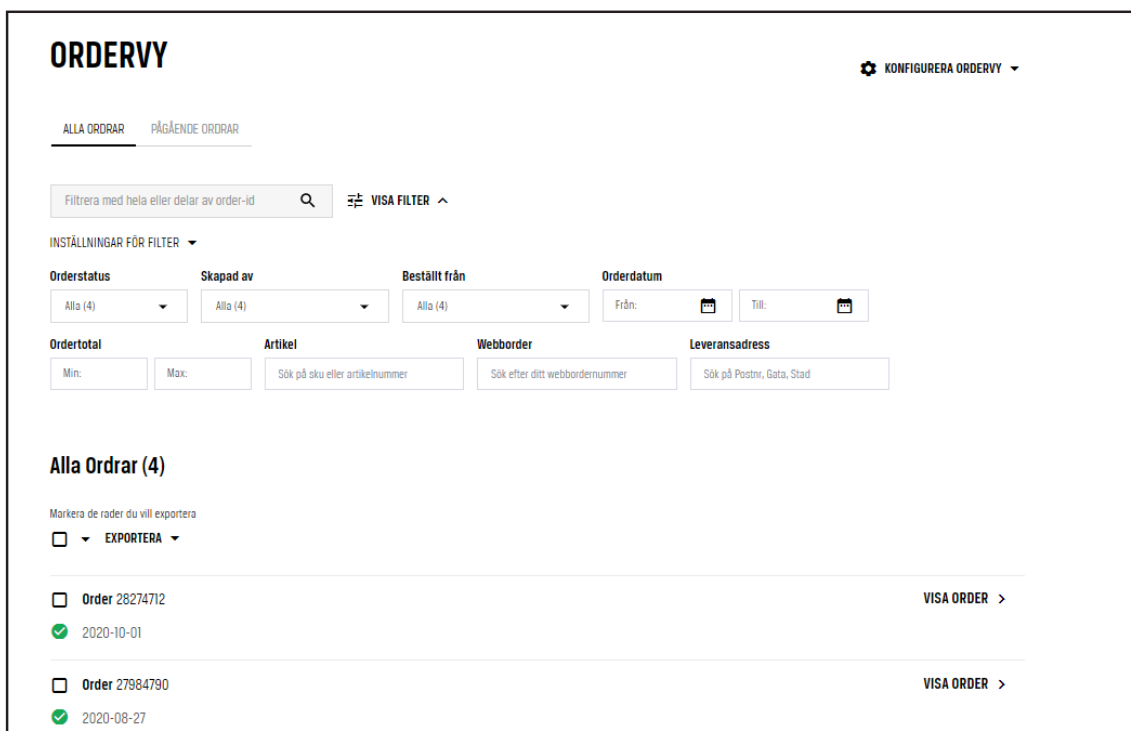 ORDERVY
KONFIGURERA ORDERVY
ALLA ORDRAR PÅGÅENDE ORDRAR
Filtrera med hela eller delar av order-id VISA FILTER
INSTÄLLNINGAR FÖR FILTER
Orderstatus Skapad av Beställt från Orderdatum
Alla (4) Alla (4) Alla (4) Från: Till:
Ordertotal Artikel Webborder Leveransadress
Min: Max: Sök på sku eller artikelnummer Sök efter ditt webbordernummer Sök på Postnr, Gata, Stad
Alla Ordrar (4)
Markera de rader du vill exportera
EXPORTERA
Order 28274712 VISA ORDER
2020-10-01
Order 27984790 VISA ORDER
2020-08-27